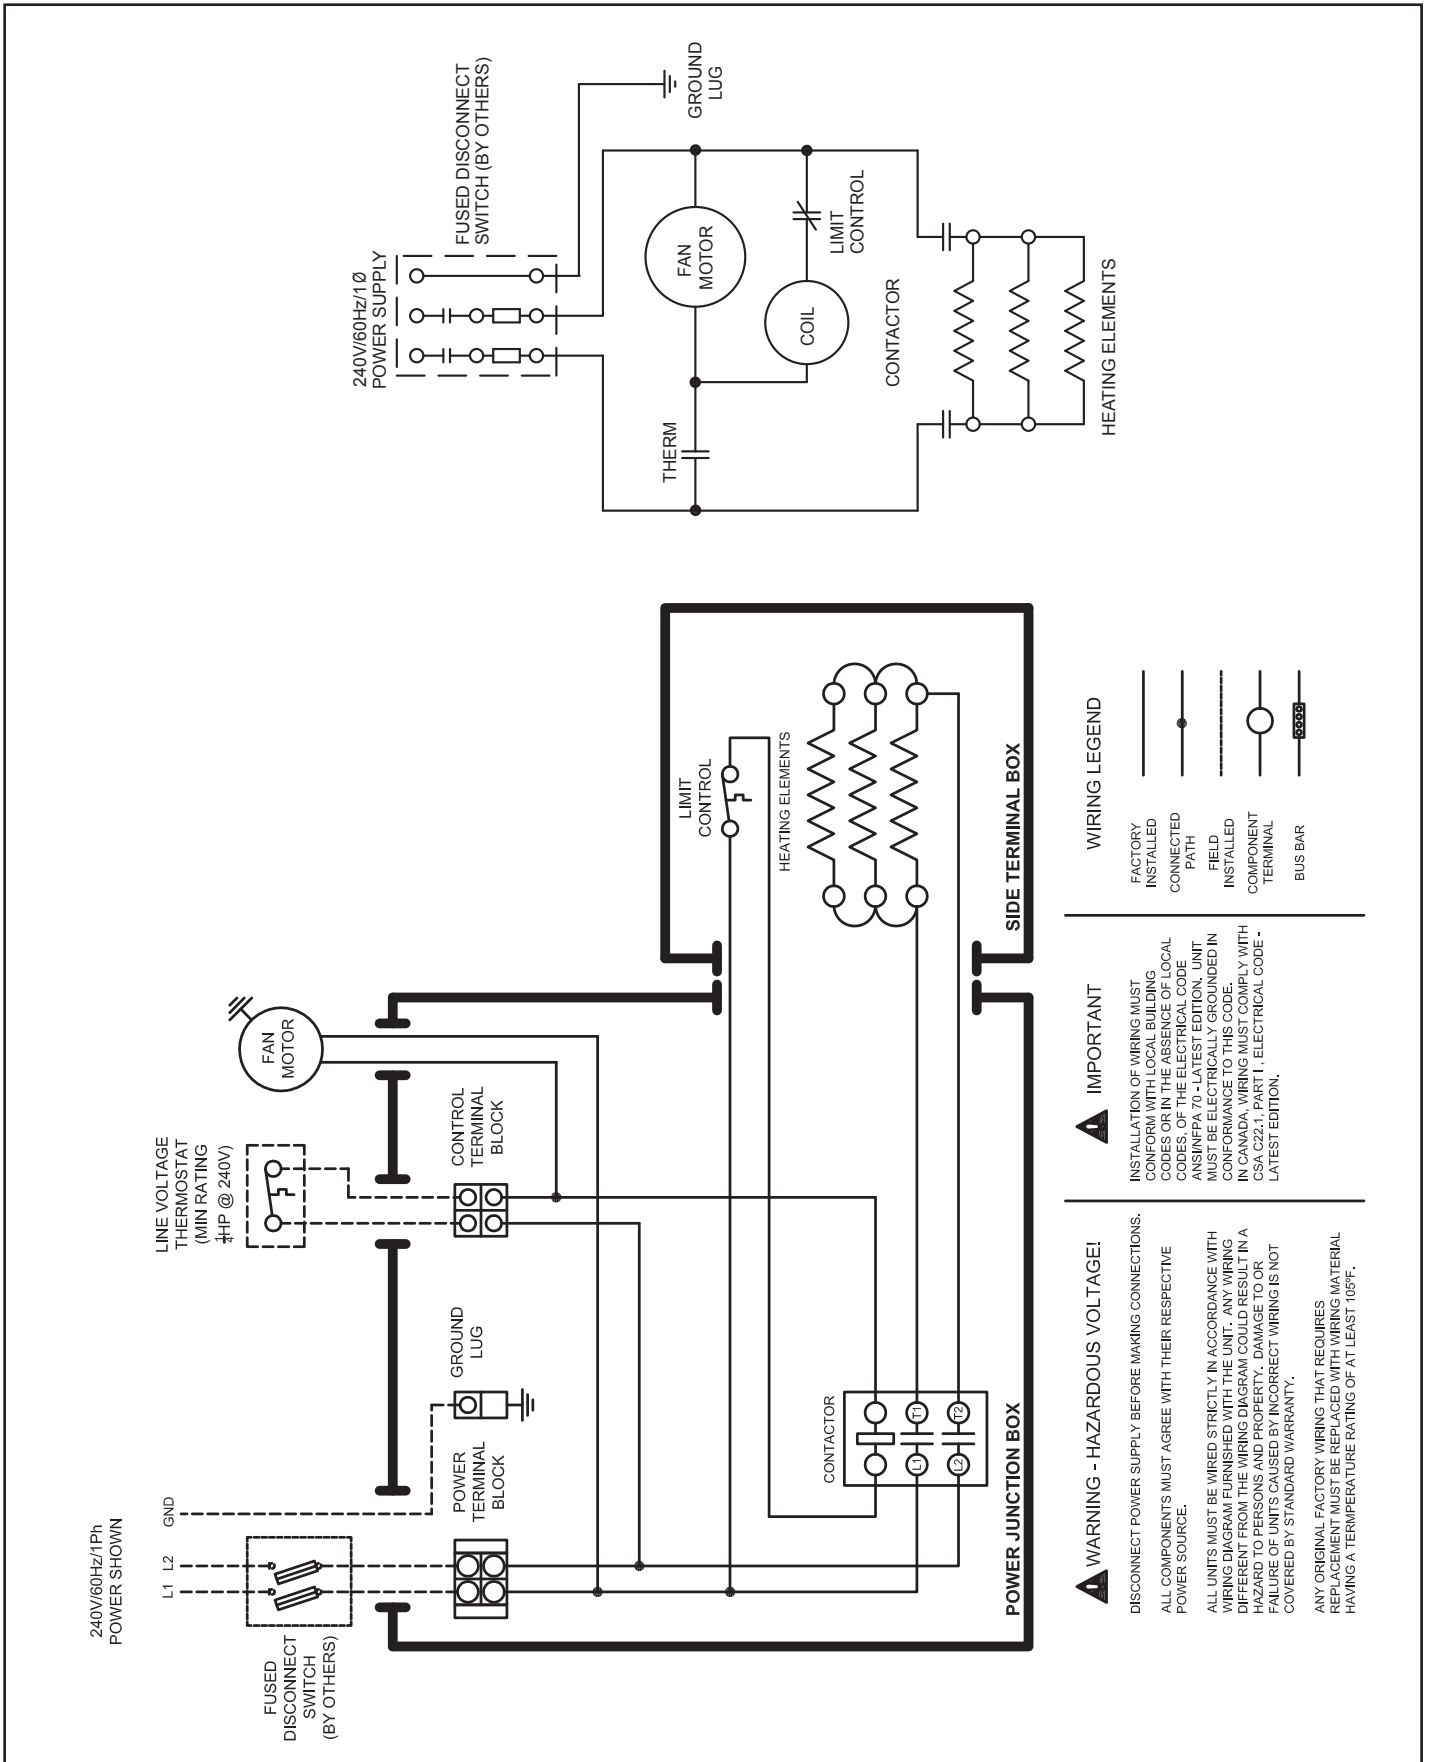 240V/60Hz/1Ph
POWER SHOWN
L1
L2
GND
FUSED
DISCONNECT
SWITCH
(BY OTHERS)
LINE VOLTAGE
THERMOSTAT
(MIN RATING
1/4HP @ 240V)
FAN
MOTOR
POWER
TERMINAL
BLOCK
GROUND
LUG
CONTROL
TERMINAL
BLOCK
CONTACTOR
L1
T1
L2
T2
POWER JUNCTION BOX
LIMIT
CONTROL
HEATING ELEMENTS
SIDE TERMINAL BOX
240V/60Hz/1Ø
POWER SUPPLY
FUSED DISCONNECT
SWITCH (BY OTHERS)
GROUND
LUG
THERM
FAN
MOTOR
COIL
LIMIT
CONTROL
CONTACTOR
HEATING ELEMENTS
WARNING - HAZARDOUS VOLTAGE!
DISCONNECT POWER SUPPLY BEFORE MAKING CONNECTIONS.
ALL COMPONENTS MUST AGREE WITH THEIR RESPECTIVE
POWER SOURCE.
ALL UNITS MUST BE WIRED STRICTLY IN ACCORDANCE WITH
WIRING DIAGRAM FURNISHED WITH THE UNIT. ANY WIRING
DIFFERENT FROM THE WIRING DIAGRAM COULD RESULT IN A
HAZARD TO PERSONS AND PROPERTY. DAMAGE TO OR
FAILURE OF UNITS CAUSED BY INCORRECT WIRING IS NOT
COVERED BY STANDARD WARRANTY.
ANY ORIGINAL FACTORY WIRING THAT REQUIRES
REPLACEMENT MUST BE REPLACED WITH WIRING MATERIAL
HAVING A TERMPERATURE RATING OF AT LEAST 105ºF.
IMPORTANT
INSTALLATION OF WIRING MUST
CONFORM WITH LOCAL BUILDING
CODES OR IN THE ABSENCE OF LOCAL
CODES, OF THE ELECTRICAL CODE
ANSI/NFPA 70 - LATEST EDITION. UNIT
MUST BE ELECTRICALLY GROUNDED IN
CONFORMANCE TO THIS CODE.
IN CANADA, WIRING MUST COMPLY WITH
CSA C22.1, PART I , ELECTRICAL CODE -
LATEST EDITION.
WIRING LEGEND
FACTORY
INSTALLED
CONNECTED
PATH
FIELD
INSTALLED
COMPONENT
TERMINAL
BUS BAR